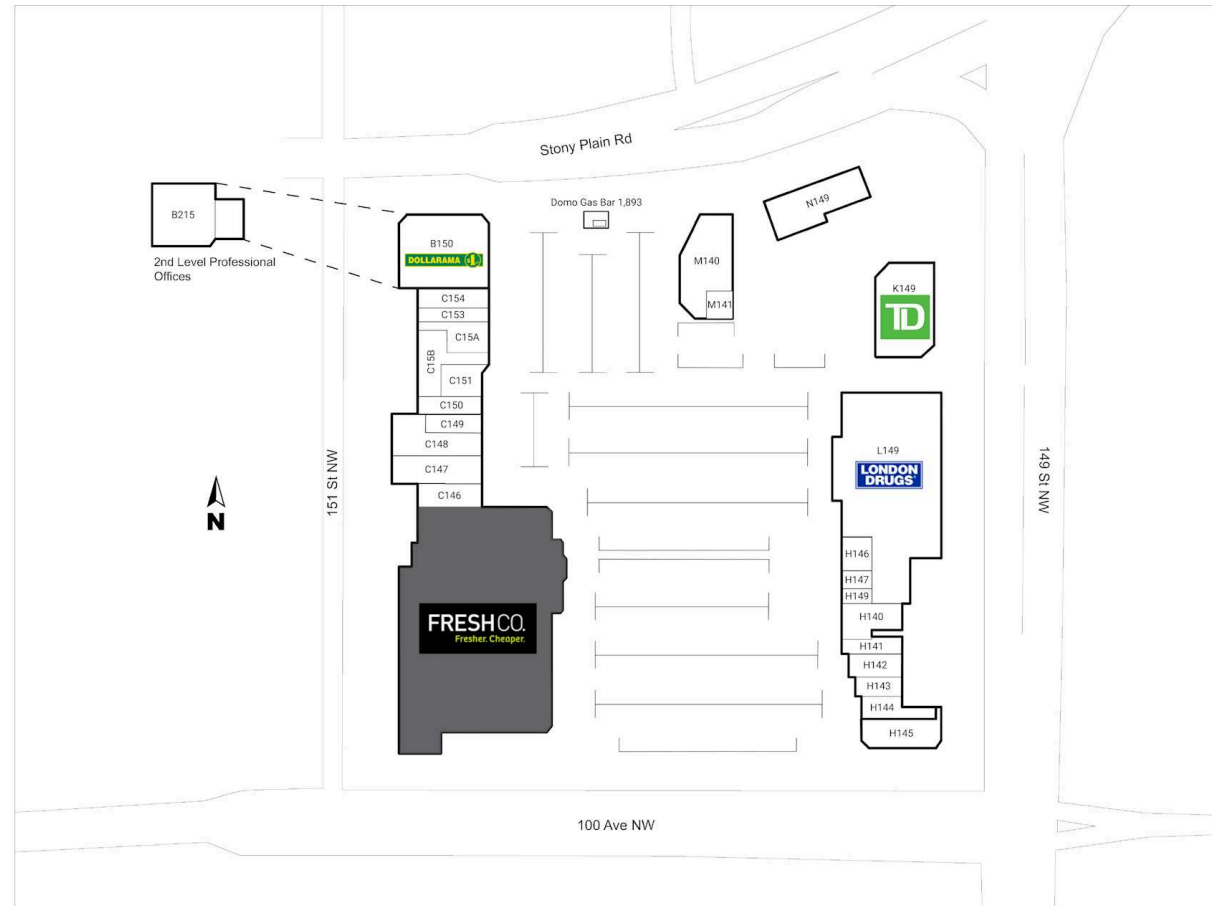 Stony Plain Rd
B215
2nd Level Professional
Offices
B150
DOLLARAMA
Domo Gas Bar 1,893
M140
M141
N149
K149
TD
C154
C153
C15A
C15B
C151
C150
C149
C148
C147
C146
151 St NW
N
FRESHCO.
Fresher. Cheaper.
L149
LONDON
DRUGS
149 St NW
H146
H147
H149
H140
H141
H142
H143
H144
H145
100 Ave NW